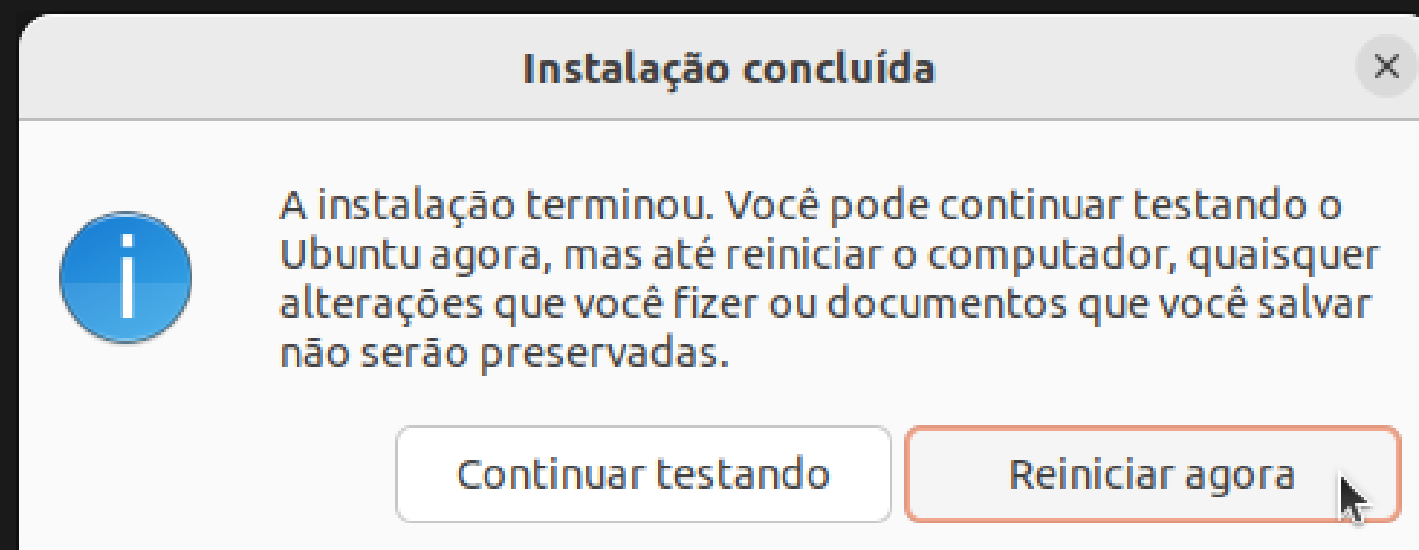 Instalação concluída
A instalação terminou. Você pode continuar testando o
Ubuntu agora, mas até reiniciar o computador, quaisquer
alterações que você fizer ou documentos que você salvar
não serão preservadas.
Continuar testando
Reiniciar agora